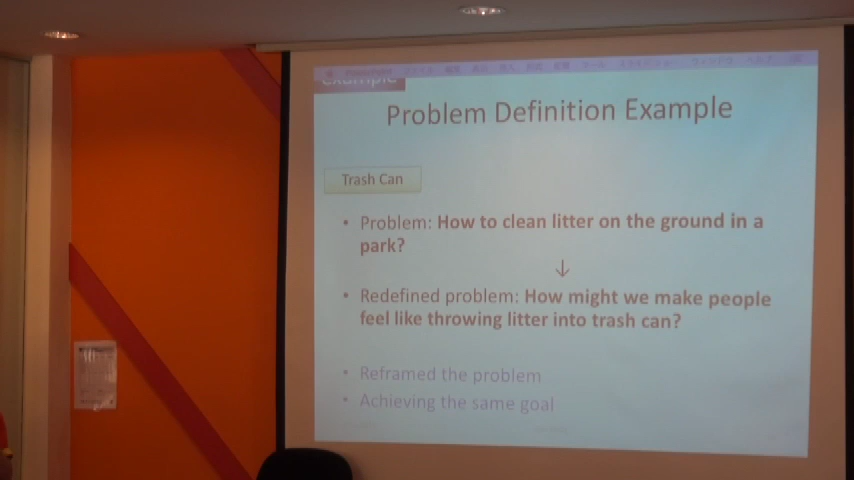 Example
Problem Definition Example
Trash Can
• Problem: How to clean litter on the ground in a
park?
↓
• Redefined problem: How might we make people
feel like throwing litter into trash can?
• Reframed the problem
• Achieving the same goal